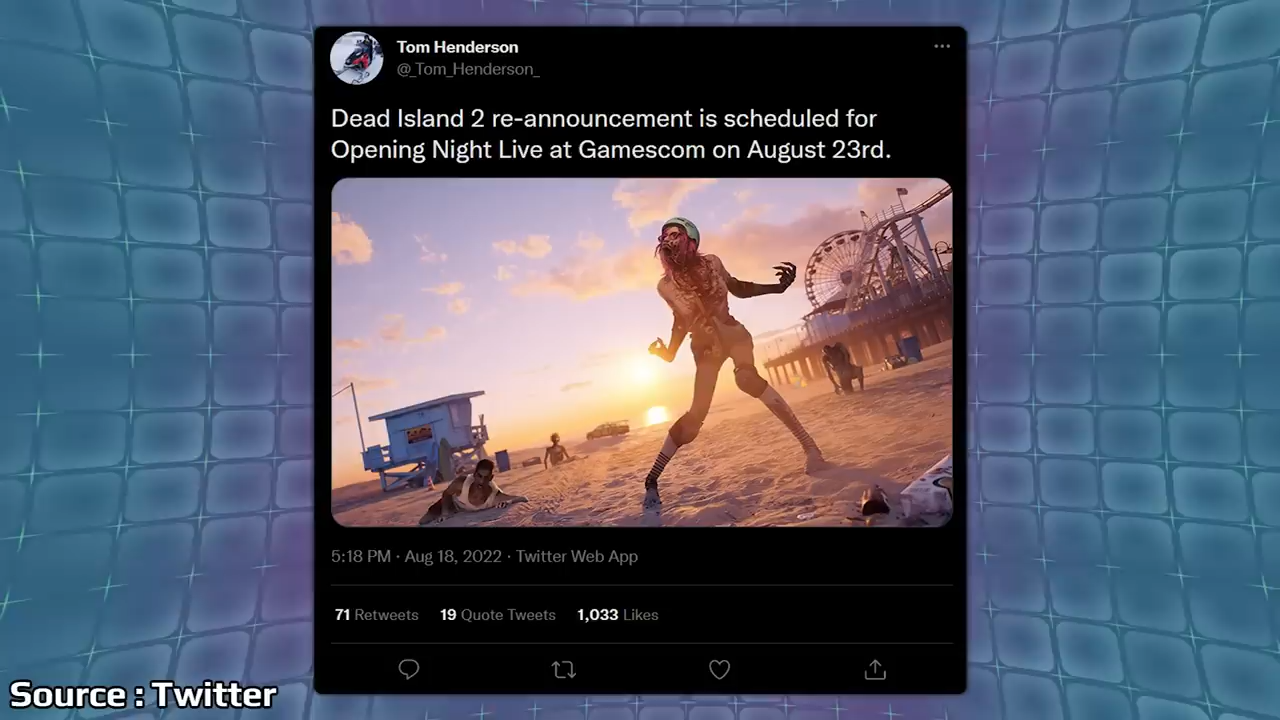 Tom Henderson
@_Tom_Henderson_
Dead Island 2 re-announcement is scheduled for
Opening Night Live at Gamescom on August 23rd.
5:18 PM · Aug 18, 2022 · Twitter Web App
71 Retweets 19 Quote Tweets 1,033 Likes
Source : Twitter